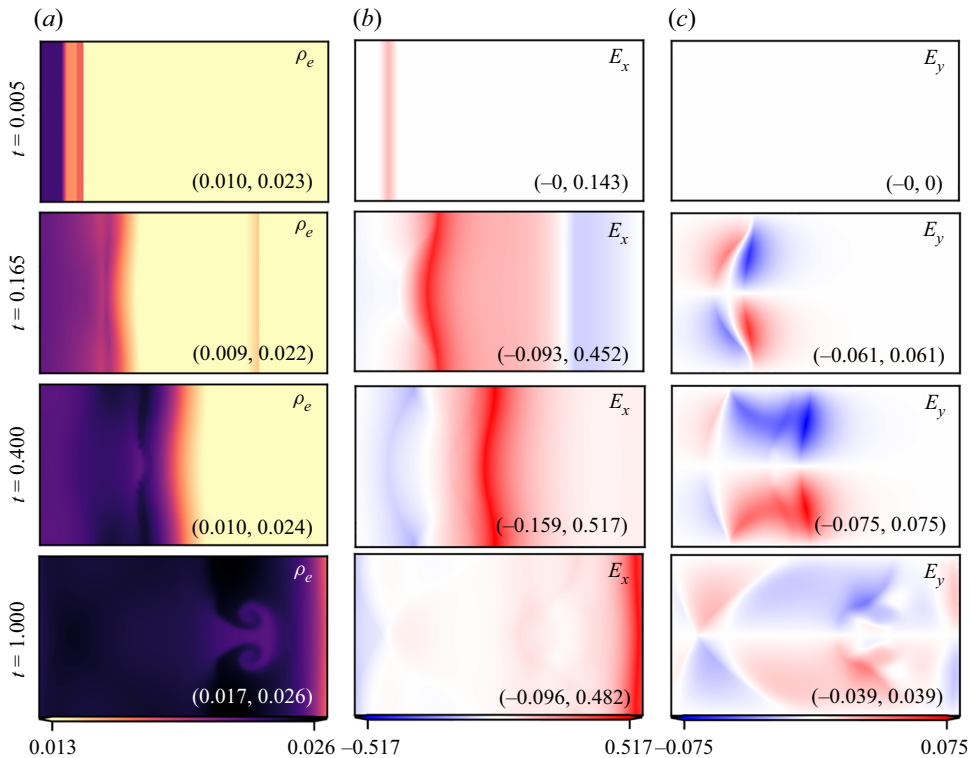 (a) (b) (c)
t = 0.005
ρe
(0.010, 0.023)
Ex
(–0, 0.143)
Ey
(–0, 0)
t = 0.165
ρe
(0.009, 0.022)
Ex
(–0.093, 0.452)
Ey
(–0.061, 0.061)
t = 0.400
ρe
(0.010, 0.024)
Ex
(–0.159, 0.517)
Ey
(–0.075, 0.075)
t = 1.000
ρe
(0.017, 0.026)
Ex
(–0.096, 0.482)
Ey
(–0.039, 0.039)
0.013 0.026 –0.517 0.517 –0.075 0.075